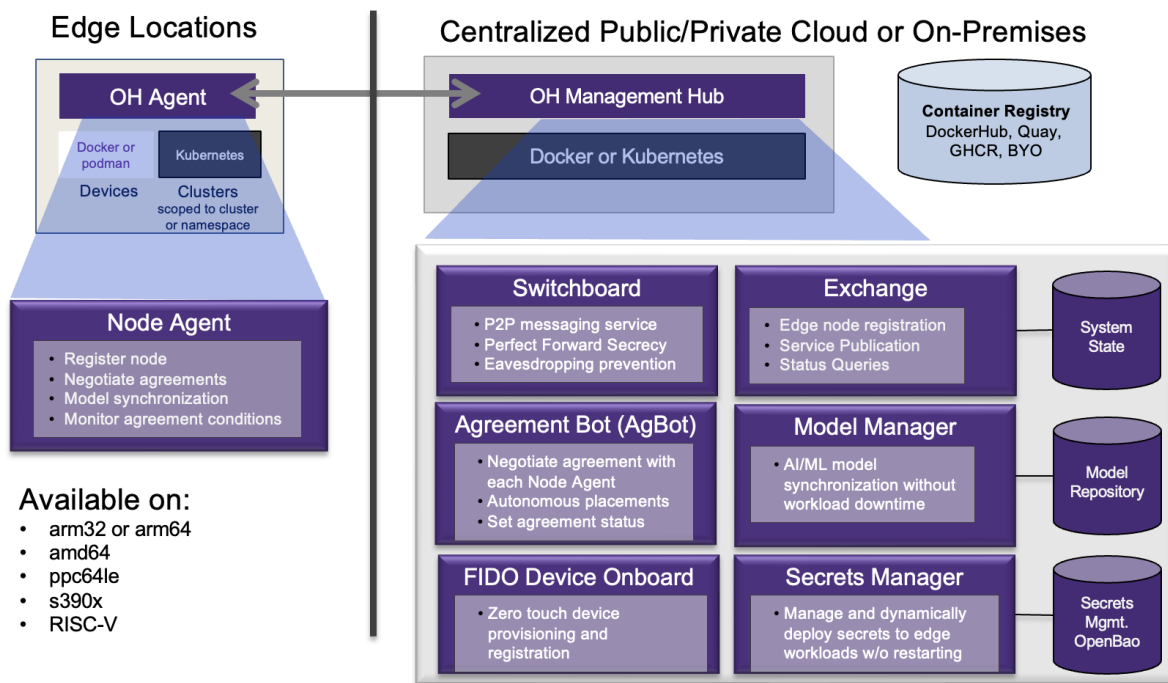 Edge Locations
OH Agent
Docker or
podman
Kubernetes
Devices
Clusters
scoped to cluster
or namespace
Node Agent
• Register node
• Negotiate agreements
• Model synchronization
• Monitor agreement conditions
Available on:
• arm32 or arm64
• amd64
• ppc64le
• s390x
• RISC-V
Centralized Public/Private Cloud or On-Premises
OH Management Hub
Docker or Kubernetes
Container Registry
DockerHub, Quay,
GHCR, BYO
Switchboard
• P2P messaging service
• Perfect Forward Secrecy
• Eavesdropping prevention
Exchange
• Edge node registration
• Service Publication
• Status Queries
System
State
Agreement Bot (AgBot)
• Negotiate agreement with
each Node Agent
• Autonomous placements
• Set agreement status
Model Manager
• AI/ML model
synchronization without
workload downtime
Model
Repository
FIDO Device Onboard
• Zero touch device
provisioning and
registration
Secrets Manager
• Manage and dynamically
deploy secrets to edge
workloads w/o restarting
Secrets
Mgmt.
OpenBao